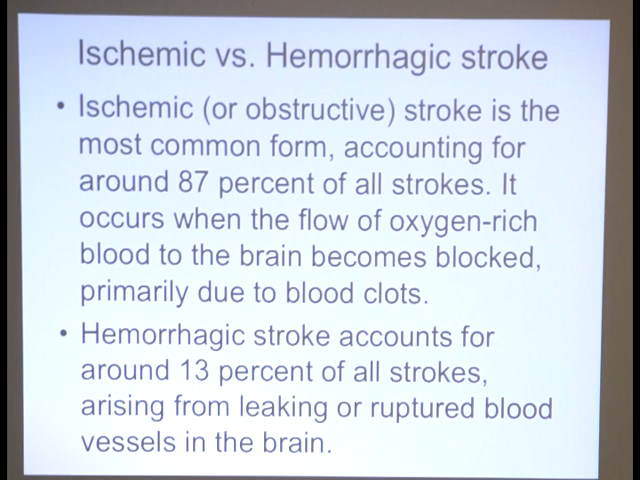 Ischemic vs. Hemorrhagic stroke
• Ischemic (or obstructive) stroke is the
most common form, accounting for
around 87 percent of all strokes. It
occurs when the flow of oxygen-rich
blood to the brain becomes blocked,
primarily due to blood clots.
• Hemorrhagic stroke accounts for
around 13 percent of all strokes,
arising from leaking or ruptured blood
vessels in the brain.